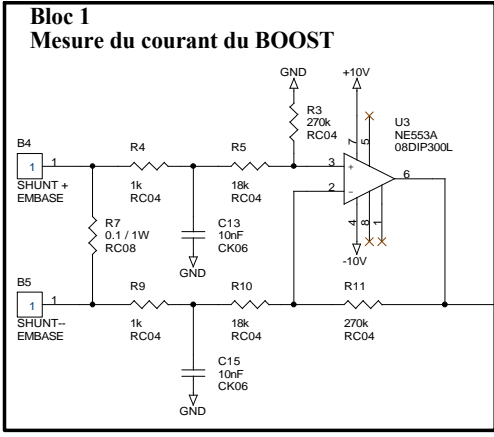 Bloc 1
Mesure du courant du BOOST
GND
+10V
R3
270k
RC04
U3
NE553A
08DIP300L
7
5
B4
1
1
SHUNT +
EMBASE
R4
1k
RC04
R5
18k
RC04
3
+
2
-
6
4
8
1
-10V
R7
0.1 / 1W
RC08
C13
10nF
CK06
GND
B5
1
1
SHUNT--
EMBASE
R9
1k
RC04
R10
18k
RC04
R11
270k
RC04
C15
10nF
CK06
GND